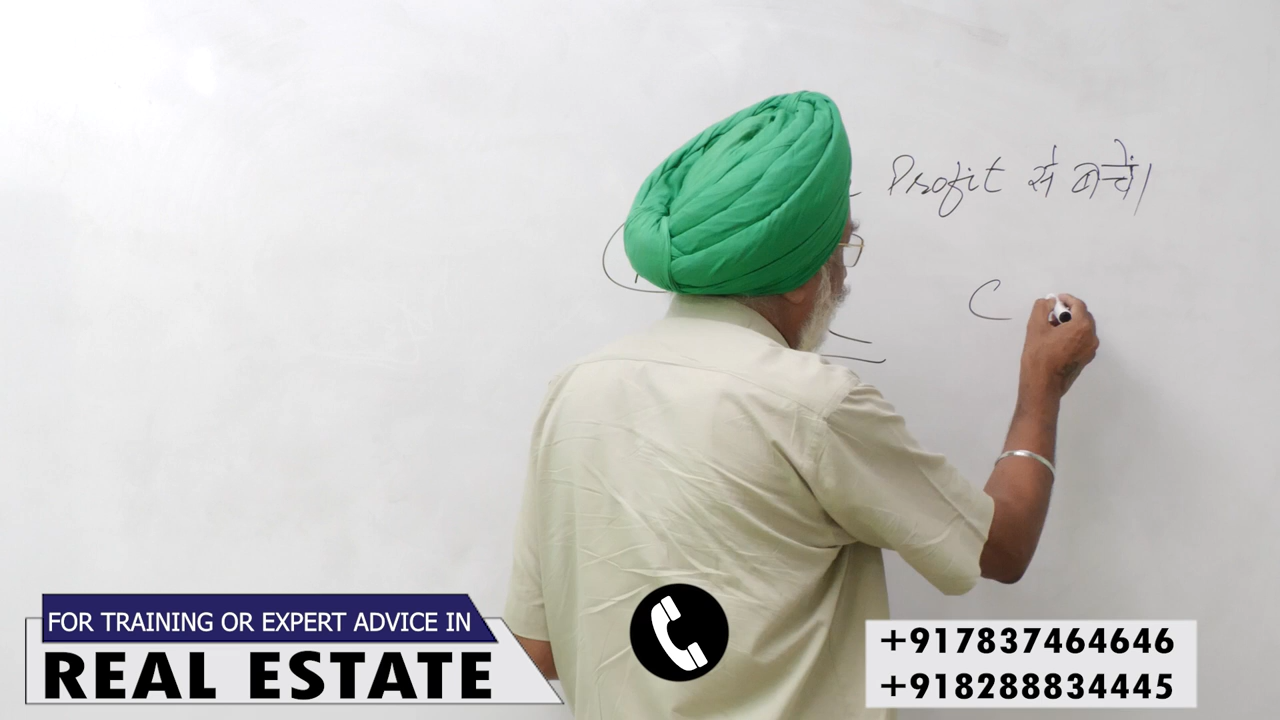 Profit से बचें।
C
FOR TRAINING OR EXPERT ADVICE IN
REAL ESTATE
+917837464646
+918288834445